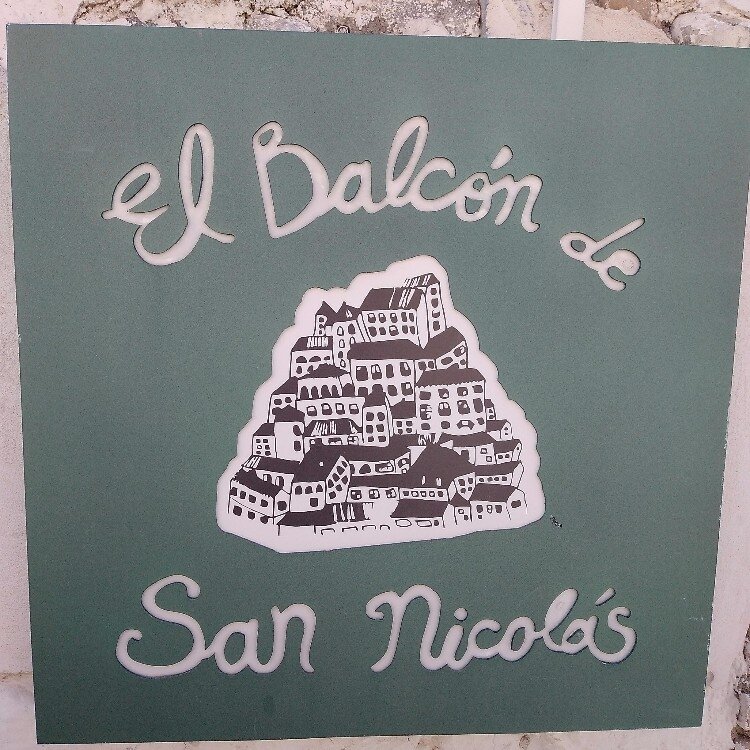 el Balcón de
San Nicolás